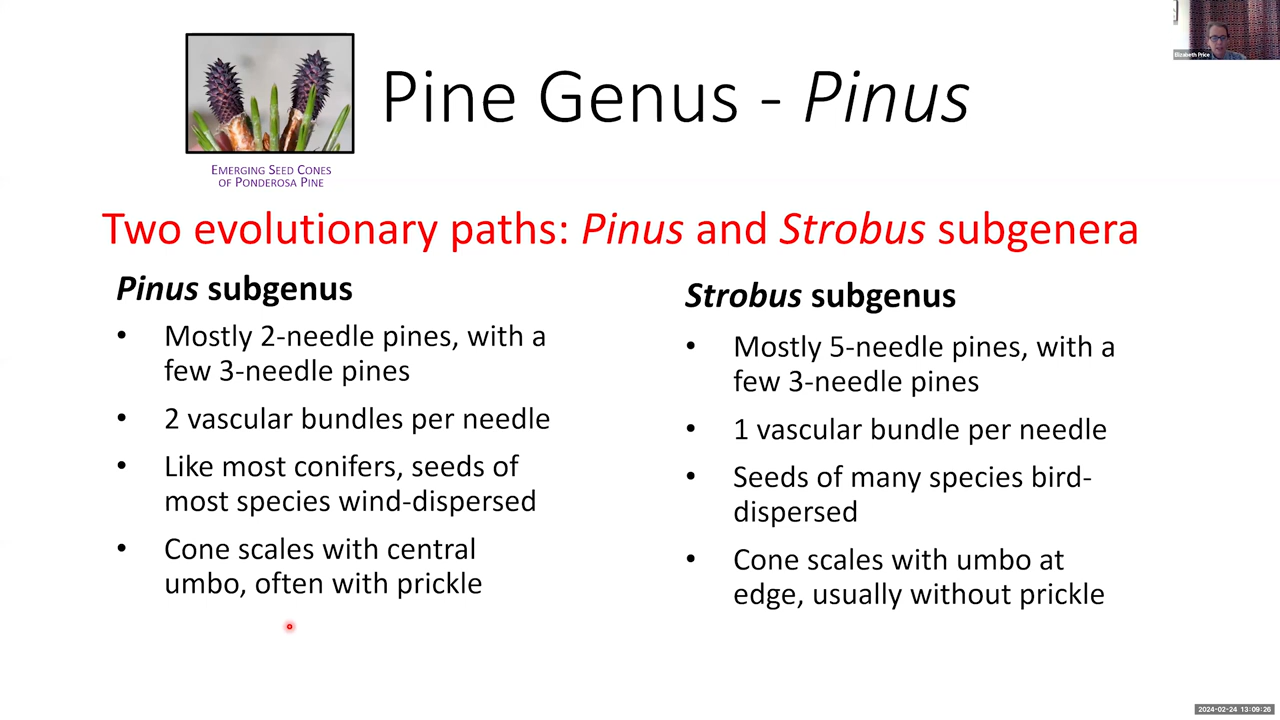 Elizabeth Price
Pine Genus - Pinus
EMERGING SEED CONES
OF PONDEROSA PINE
Two evolutionary paths: Pinus and Strobus subgenera
Pinus subgenus
• Mostly 2-needle pines, with a
few 3-needle pines
• 2 vascular bundles per needle
• Like most conifers, seeds of
most species wind-dispersed
• Cone scales with central
umbo, often with prickle
Strobus subgenus
• Mostly 5-needle pines, with a
few 3-needle pines
• 1 vascular bundle per needle
• Seeds of many species bird-
dispersed
• Cone scales with umbo at
edge, usually without prickle
2024-02-24 13:09:26